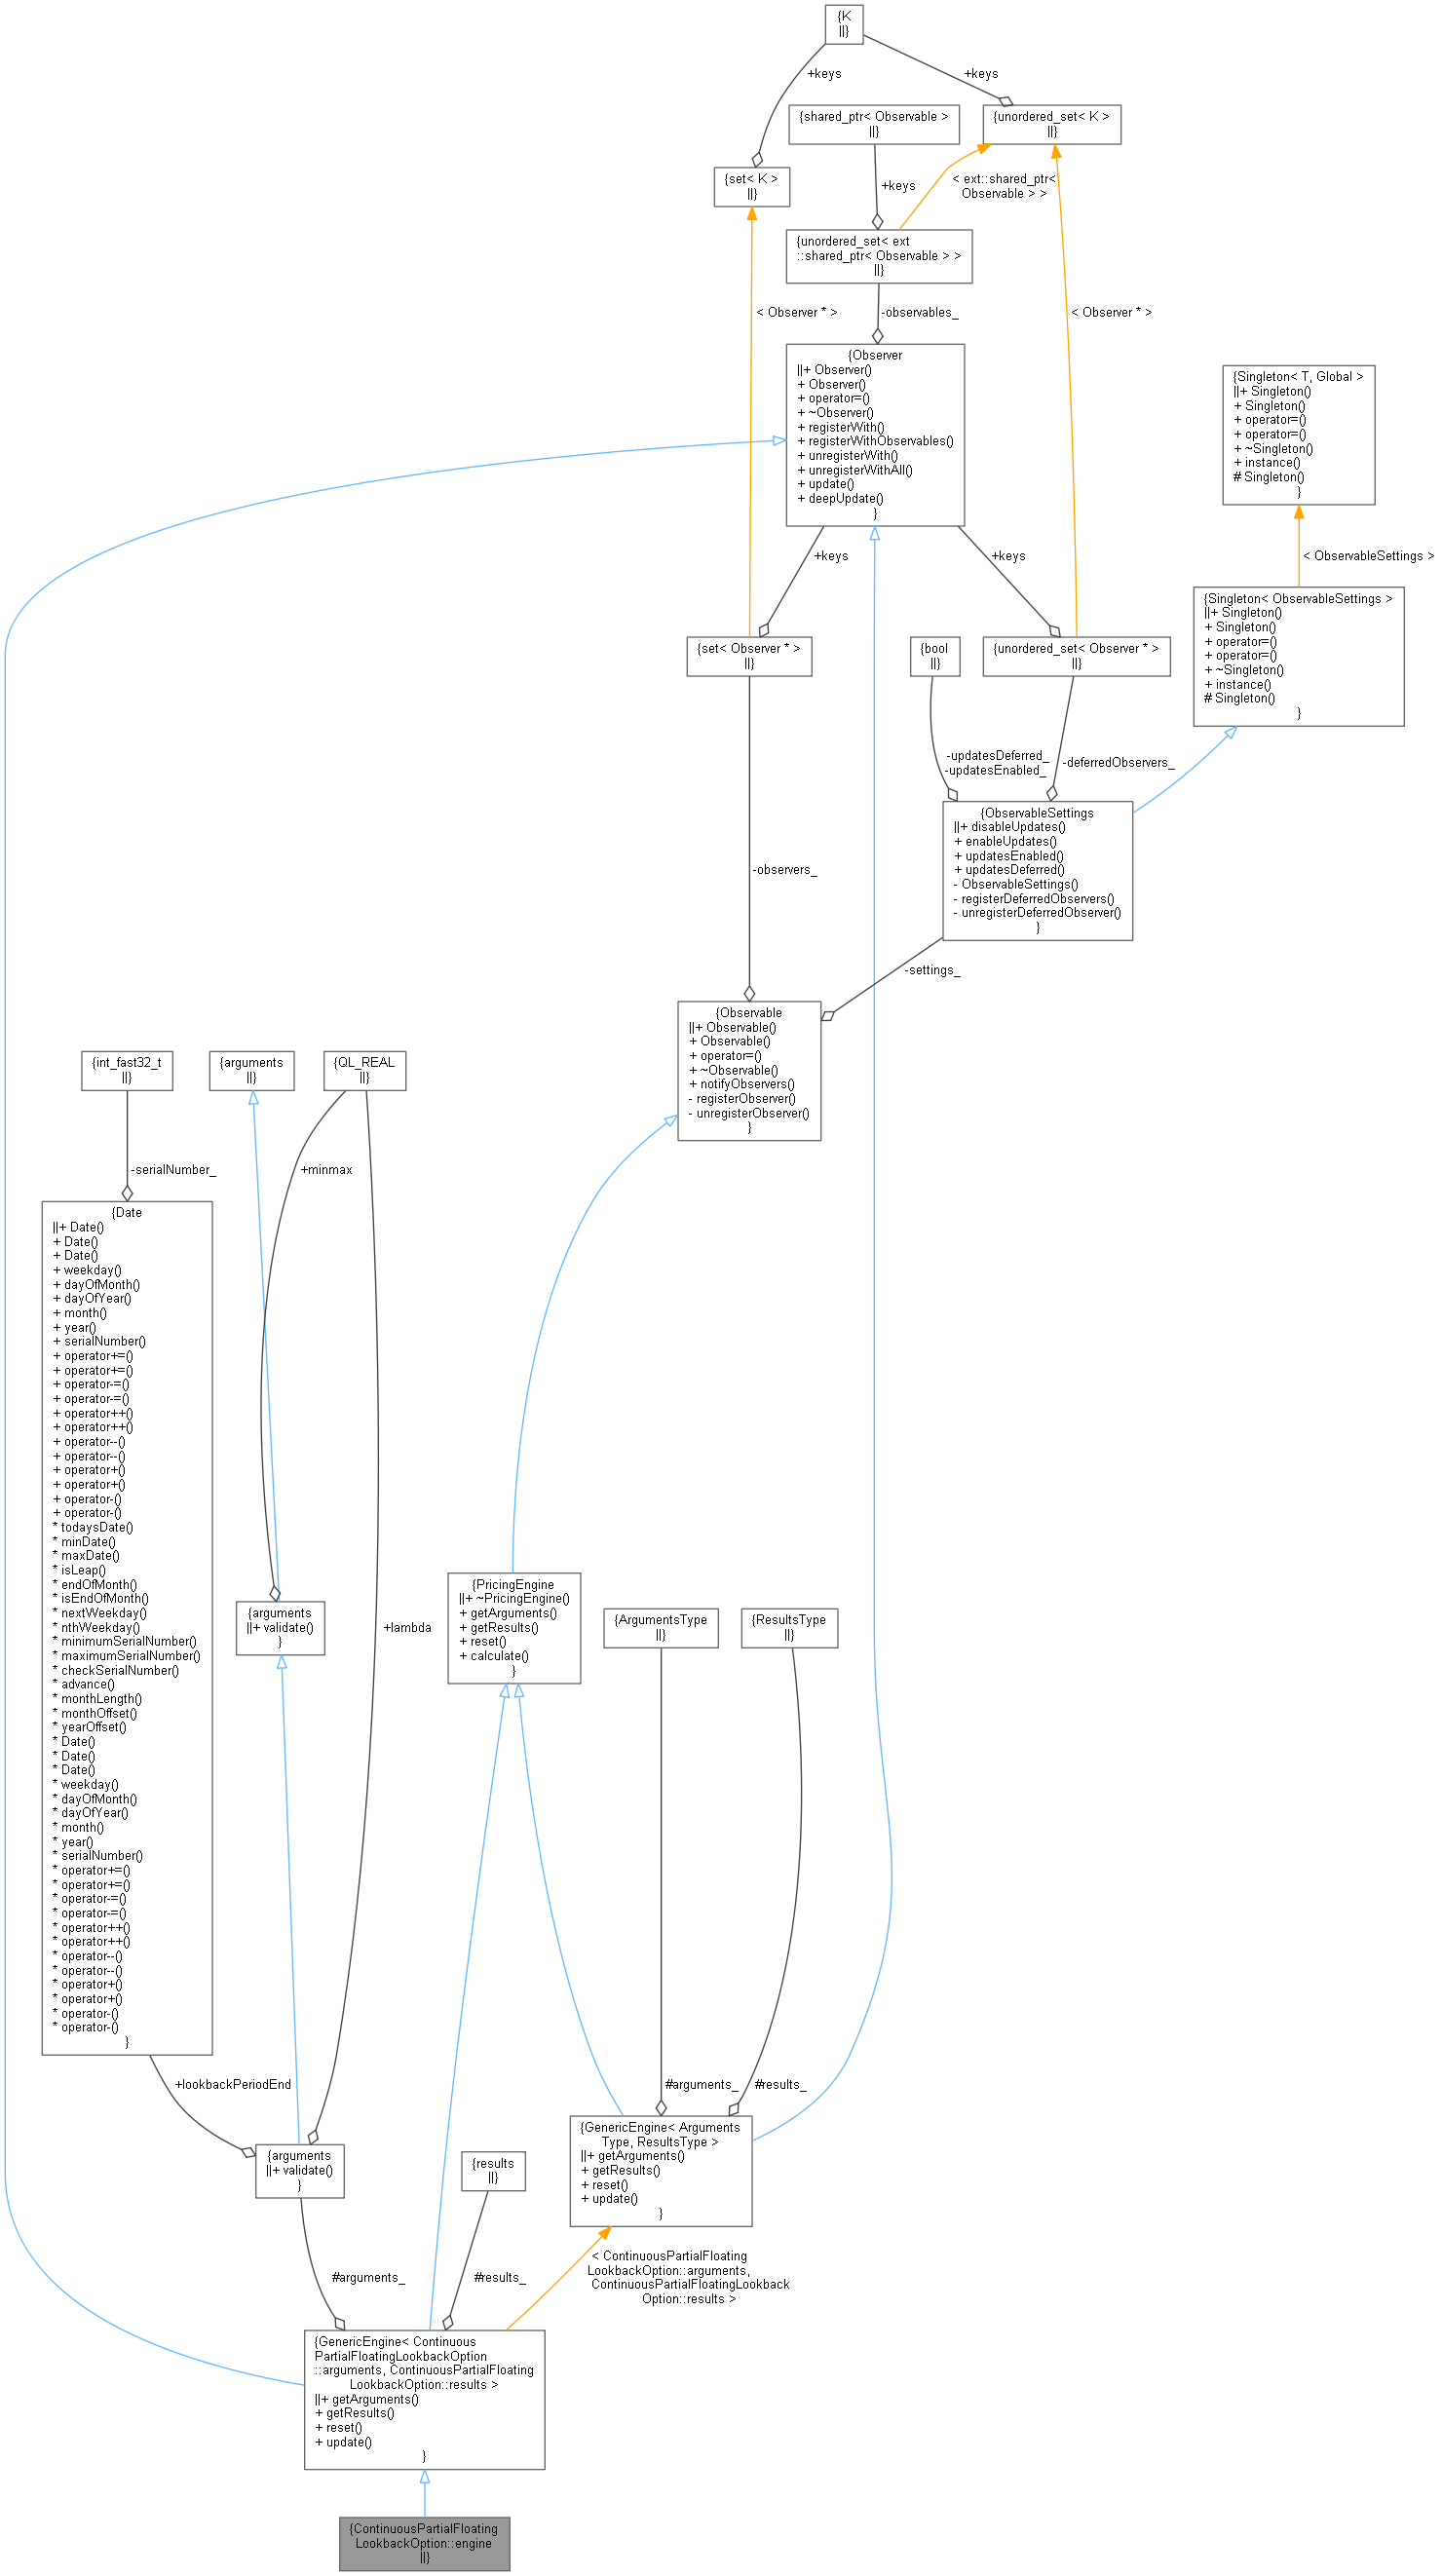 {K
||}
+keys
+keys
{shared_ptr< Observable >
||}
{unordered_set< K >
||}
{set< K >
||}
+keys
< ext::shared_ptr<
Observable > >
{unordered_set< ext
::shared_ptr< Observable > >
||}
< Observer * >
-observables_
< Observer * >
{Observer
||+ Observer()
+ Observer()
+ operator=()
+ ~Observer()
+ registerWith()
+ registerWithObservables()
+ unregisterWith()
+ unregisterWithAll()
+ update()
+ deepUpdate()
}
{Singleton< T, Global >
||+ Singleton()
+ Singleton()
+ operator=()
+ operator=()
+ ~Singleton()
+ instance()
# Singleton()
}
+keys
+keys
< ObservableSettings >
{Singleton< ObservableSettings >
||+ Singleton()
+ Singleton()
+ operator=()
+ operator=()
+ ~Singleton()
+ instance()
# Singleton()
}
{set< Observer * >
||}
{bool
||}
{unordered_set< Observer * >
||}
-updatesDeferred_
-updatesEnabled_
-deferredObservers_
{ObservableSettings
||+ disableUpdates()
+ enableUpdates()
+ updatesEnabled()
+ updatesDeferred()
- ObservableSettings()
- registerDeferredObservers()
- unregisterDeferredObserver()
}
-observers_
-settings_
{Observable
||+ Observable()
+ Observable()
+ operator=()
+ ~Observable()
+ notifyObservers()
- registerObserver()
- unregisterObserver()
}
{int_fast32_t
||}
{arguments
||}
{QL_REAL
||}
-serialNumber_
+minmax
{Date
||+ Date()
+ Date()
+ Date()
+ weekday()
+ dayOfMonth()
+ dayOfYear()
+ month()
+ year()
+ serialNumber()
+ operator+=()
+ operator+=()
+ operator-=()
+ operator-=()
+ operator++()
+ operator++()
+ operator--()
+ operator--()
+ operator+()
+ operator+()
+ operator-()
+ operator-()
* todaysDate()
* minDate()
* maxDate()
* isLeap()
* endOfMonth()
* isEndOfMonth()
* nextWeekday()
* nthWeekday()
* minimumSerialNumber()
* maximumSerialNumber()
* checkSerialNumber()
* advance()
* monthLength()
* monthOffset()
* yearOffset()
* Date()
* Date()
* Date()
* weekday()
* dayOfMonth()
* dayOfYear()
* month()
* year()
* serialNumber()
* operator+=()
* operator+=()
* operator-=()
* operator-=()
* operator++()
* operator++()
* operator--()
* operator--()
* operator+()
* operator+()
* operator-()
* operator-()
}
{arguments
||+ validate()
}
+lambda
{PricingEngine
||+ ~PricingEngine()
+ getArguments()
+ getResults()
+ reset()
+ calculate()
}
{ArgumentsType
||}
{ResultsType
||}
+lookbackPeriodEnd
#arguments_
#results_
{arguments
||+ validate()
}
{results
||}
{GenericEngine< Arguments
Type, ResultsType >
||+ getArguments()
+ getResults()
+ reset()
+ update()
}
#arguments_
#results_
< ContinuousPartialFloating
LookbackOption::arguments,
ContinuousPartialFloatingLookback
Option::results >
{GenericEngine< Continuous
PartialFloatingLookbackOption
::arguments, ContinuousPartialFloating
LookbackOption::results >
||+ getArguments()
+ getResults()
+ reset()
+ update()
}
{ContinuousPartialFloating
LookbackOption::engine
||}